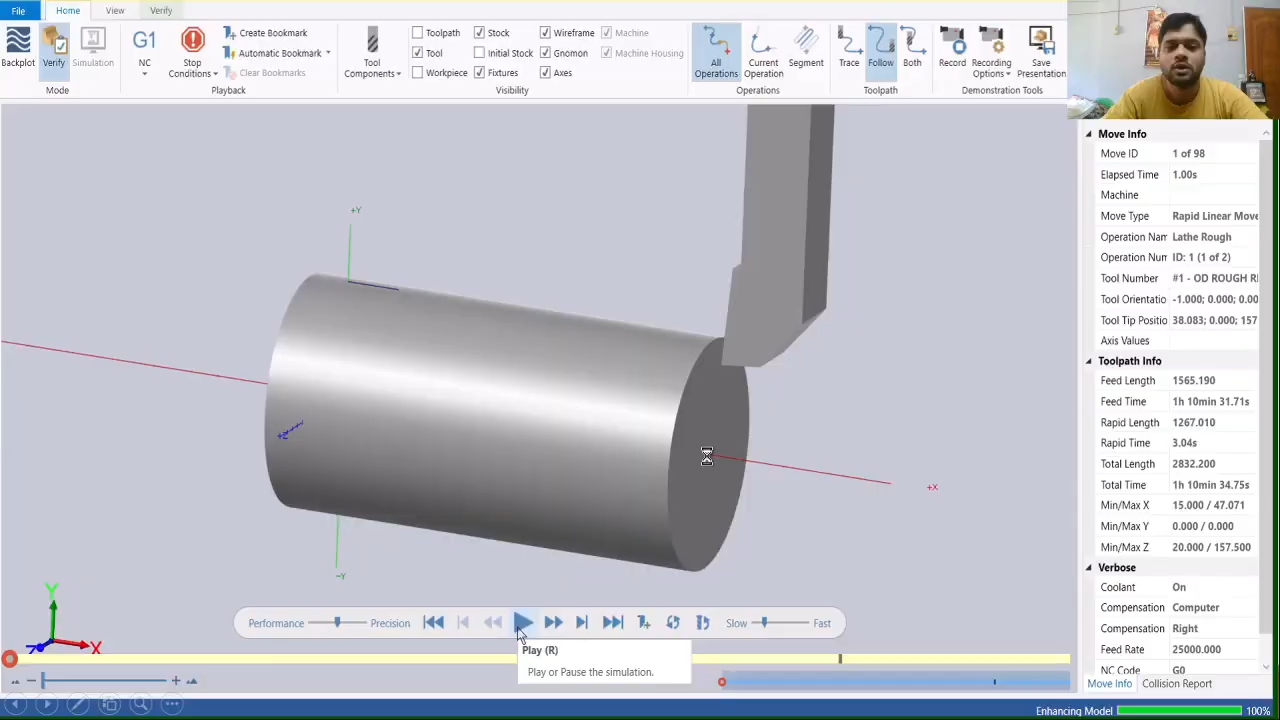 File Home View Verify
Backplot Verify Simulation
Mode
G1
NC
Stop Conditions
Create Bookmark
Automatic Bookmark
Clear Bookmarks
Playback
Tool Components
Toolpath Stock Wireframe Machine
Tool Initial Stock Gnomon Machine Housing
Workpiece Fixtures Axes
Visibility
All Operations
Current Operation
Segment
Operations
Trace Follow Both
Toolpath
Record
Recording Options
Save Presentation
Demonstration Tools
+Y
+Z
+X
-Y
Y
Z X
Move Info
Move ID 1 of 98
Elapsed Time 1.00s
Machine
Move Type Rapid Linear Move
Operation Nam Lathe Rough
Operation Num ID: 1 (1 of 2)
Tool Number #1 - OD ROUGH RI
Tool Orientatio -1.000; 0.000; 0.00
Tool Tip Positio 38.083; 0.000; 157
Axis Values
Toolpath Info
Feed Length 1565.190
Feed Time 1h 10min 31.71s
Rapid Length 1267.010
Rapid Time 3.04s
Total Length 2832.200
Total Time 1h 10min 34.75s
Min/Max X 15.000 / 47.071
Min/Max Y 0.000 / 0.000
Min/Max Z 20.000 / 157.500
Verbose
Coolant On
Compensation Computer
Compensation Right
Feed Rate 25000.000
NC Code G0
Move Info Collision Report
Performance Precision Slow Fast
Play (R)
Play or Pause the simulation.
Enhancing Model 100%